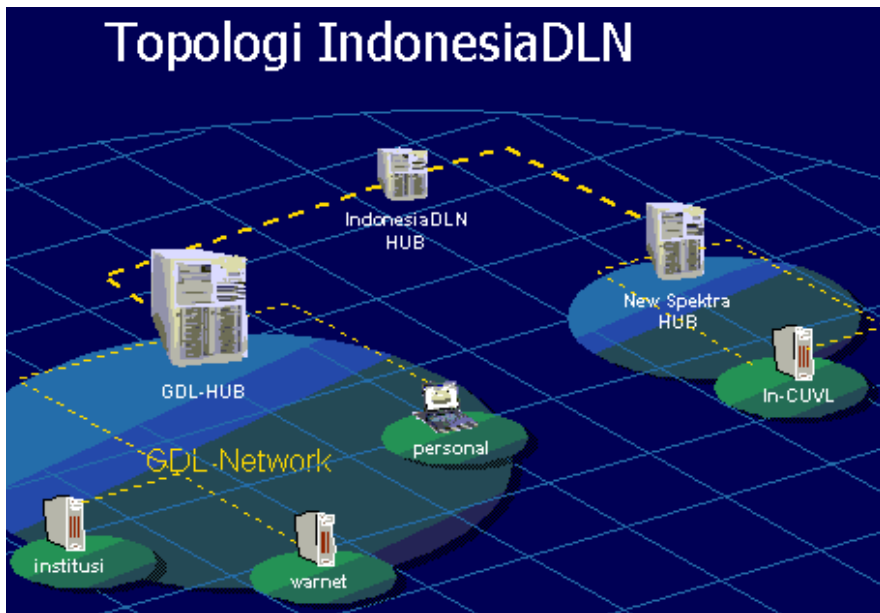 Topologi IndonesiaDLN
IndonesiaDLN
HUB
New Spektra
HUB
GDL-HUB
In-CUVL
personal
GDL Network
institusi
warnet